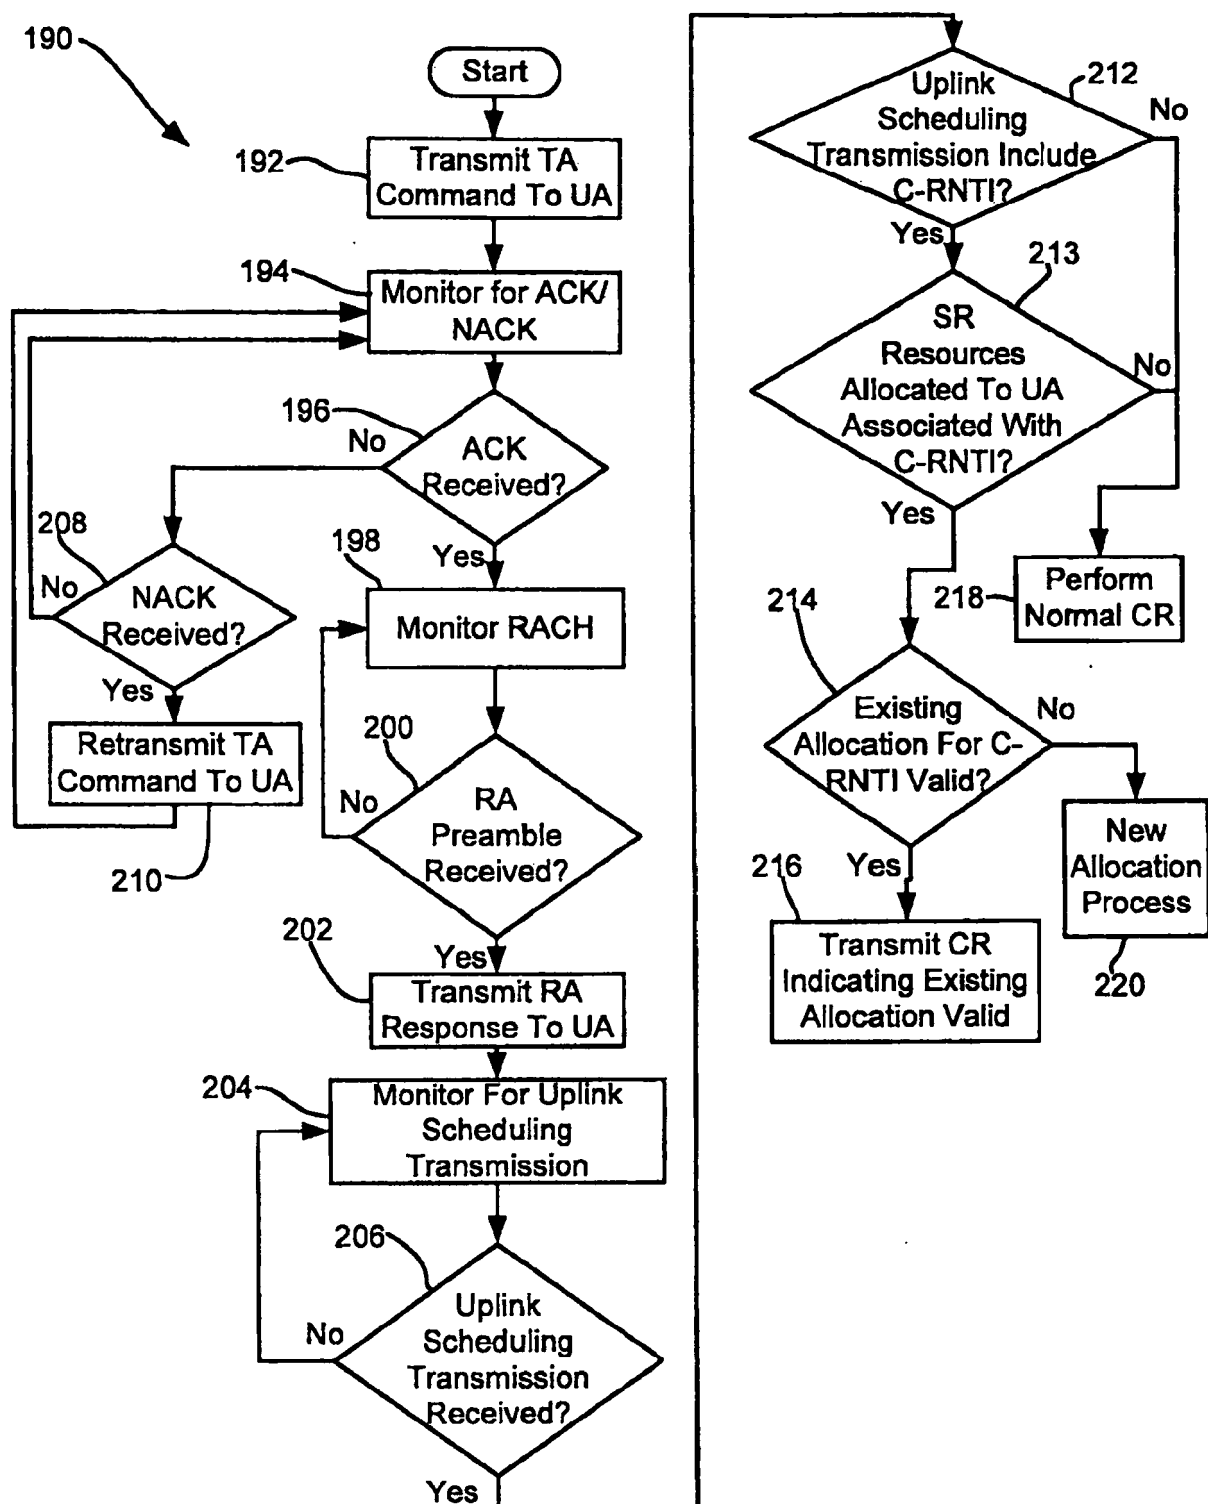 190
Start
192
Transmit TA
Command To UA
194
Monitor for ACK/
NACK
196
No
ACK
Received?
Yes
208
No
NACK
Received?
Yes
Retransmit TA
Command To UA
210
198
Monitor RACH
200
No
RA
Preamble
Received?
Yes
202
Transmit RA
Response To UA
204
Monitor For Uplink
Scheduling
Transmission
206
No
Uplink
Scheduling
Transmission
Received?
Yes
212
No
Uplink
Scheduling
Transmission Include
C-RNTI?
Yes
213
No
SR
Resources
Allocated To UA
Associated With
C-RNTI?
Yes
218
Perform
Normal CR
214
No
Existing
Allocation For C-
RNTI Valid?
Yes
216
Transmit CR
Indicating Existing
Allocation Valid
New
Allocation
Process
220